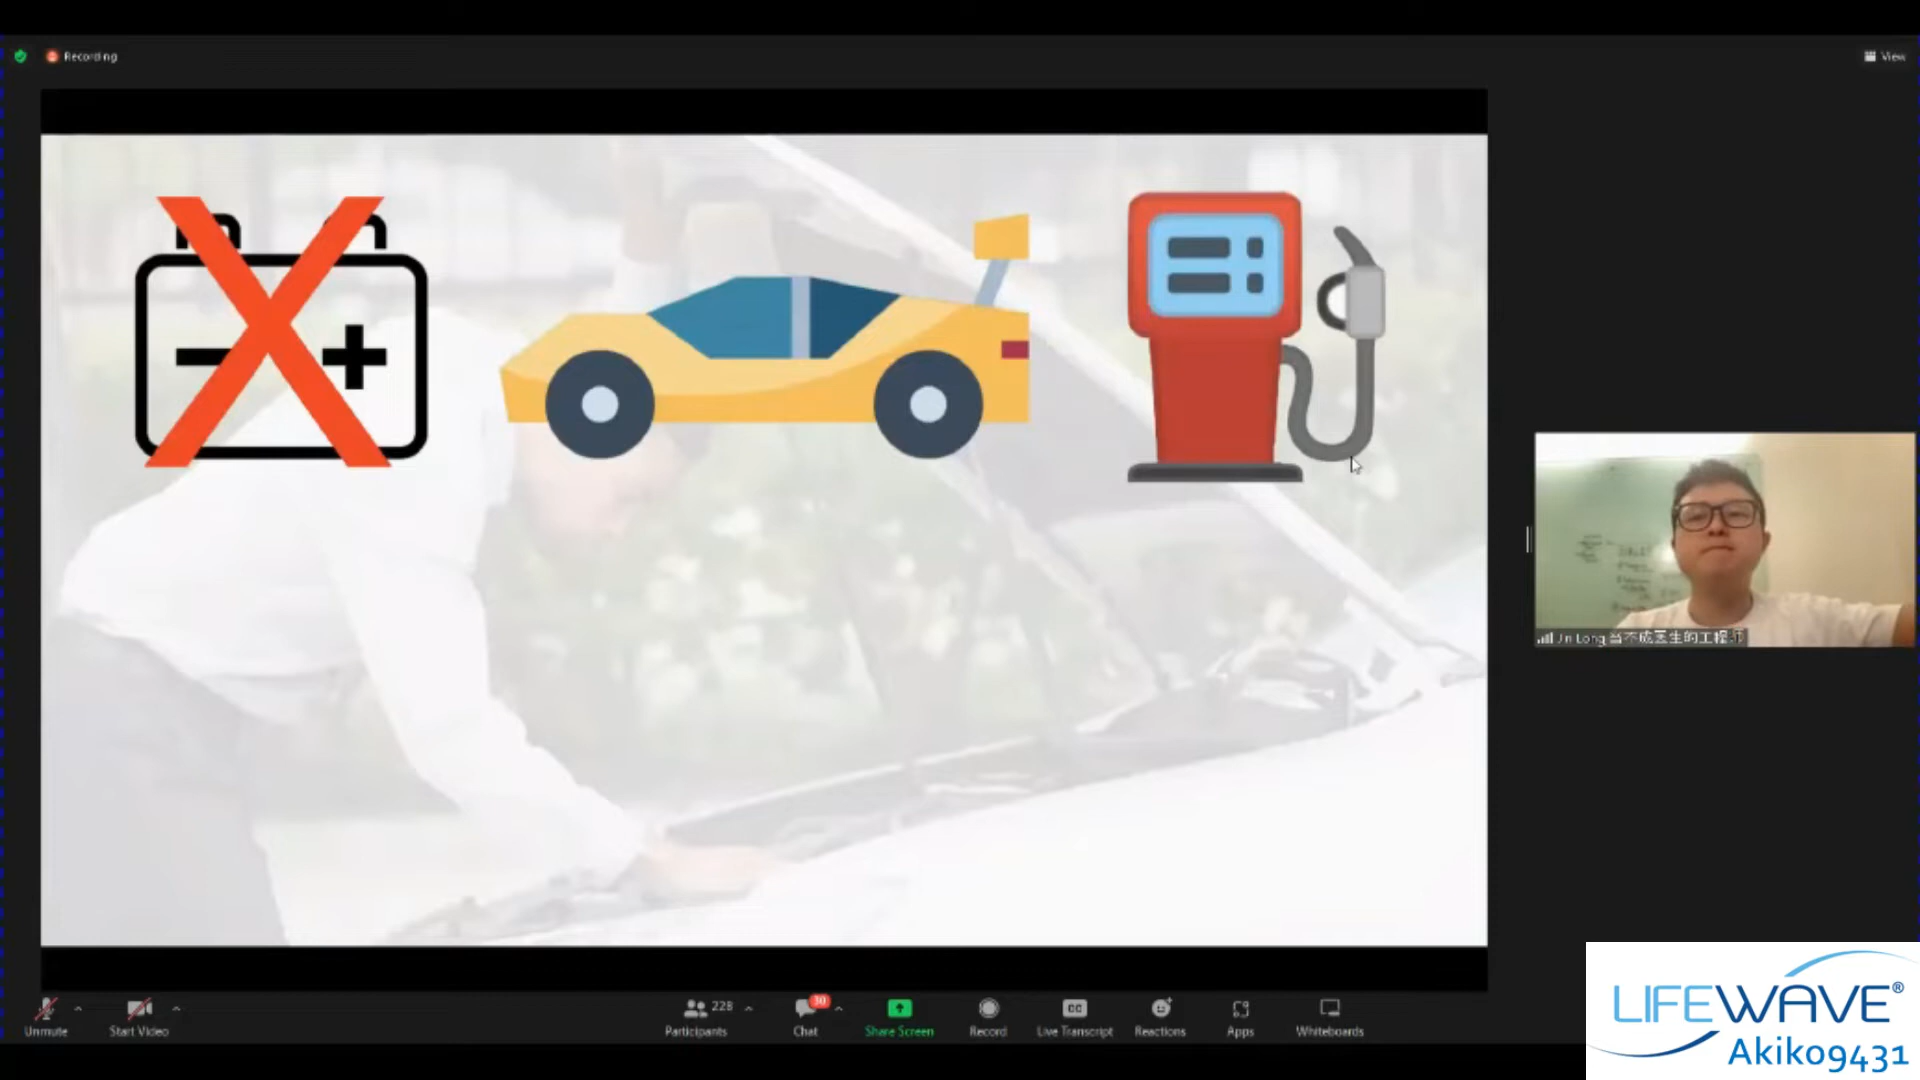 Recording
View
Jin Long 当不成医生的工程师
Unmute
Start Video
228
Participants
30
Chat
Share Screen
Record
CC
Live Transcript
Reactions
Apps
Whiteboards
LIFEWAVE®
Akiko9431